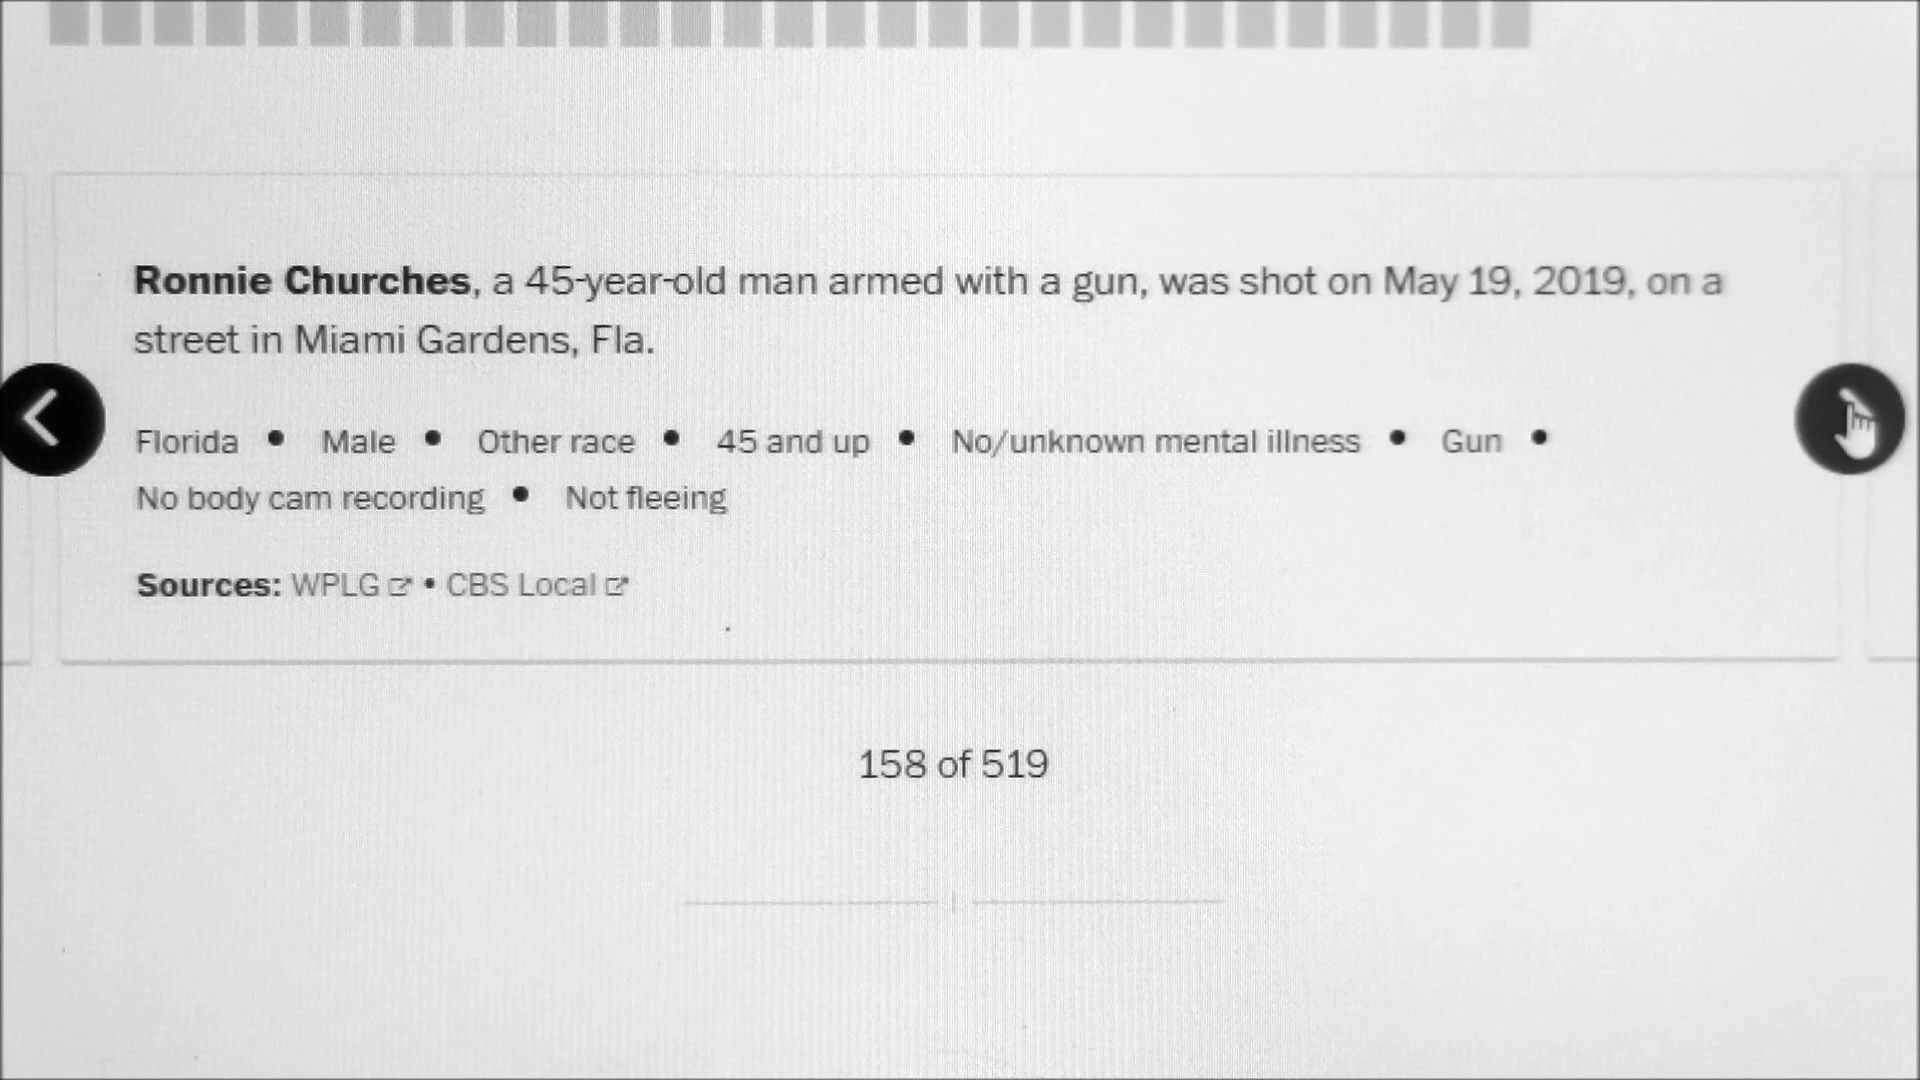 Ronnie Churches, a 45-year-old man armed with a gun, was shot on May 19, 2019, on a
street in Miami Gardens, Fla.
Florida • Male • Other race • 45 and up • No/unknown mental illness • Gun •
No body cam recording • Not fleeing
Sources: WPLG • CBS Local
158 of 519